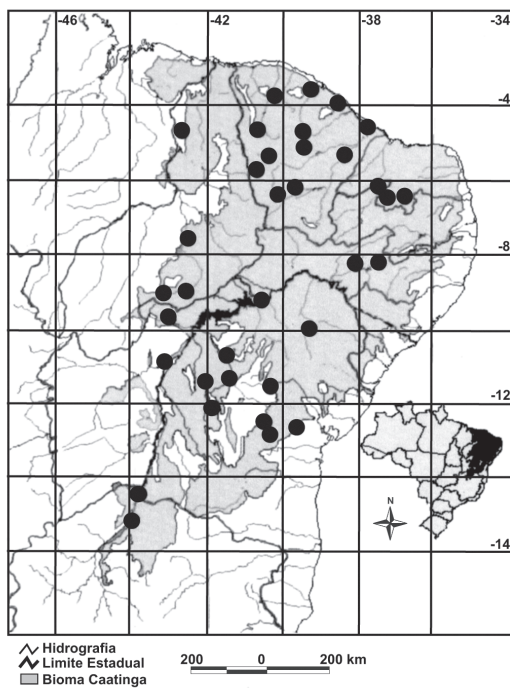 -46 -42 -38 -34
-4
-8
-12
N
-14
Hidrografia
Limite Estadual
Bioma Caatinga
200 0 200 km